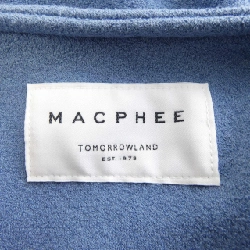 MACPHEE
TOMORROWLAND
EST 1978